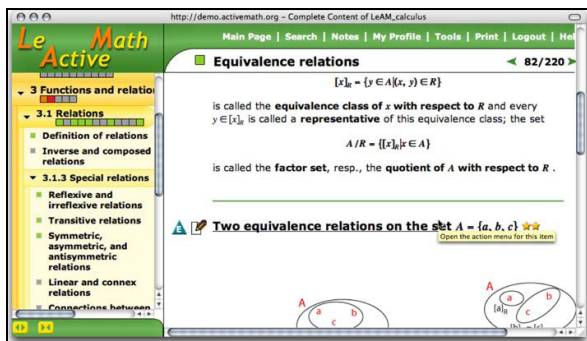 http://demo.activemath.org - Complete Content of LeAM_calculus
Le Active Math
Main Page | Search | Notes | My Profile | Tools | Print | Logout | Hel
Equivalence relations
82/220
3 Functions and relation
3.1 Relations
Definition of relations
Inverse and composed
relations
3.1.3 Special relations
Reflexive and
irreflexive relations
Transitive relations
Symmetric,
asymmetric, and
antisymmetric
relations
Linear and connex
relations
Connections between
[x]R = {y ∈ A|(x, y) ∈ R}
is called the equivalence class of x with respect to R and every
y ∈ [x]R is called a representative of this equivalence class; the set
A/R = {[x]R|x ∈ A}
is called the factor set, resp., the quotient of A with respect to R .
Two equivalence relations on the set A = {a, b, c}
Open the action menu for this item
A
a b
c
A
a b
[a]R
c